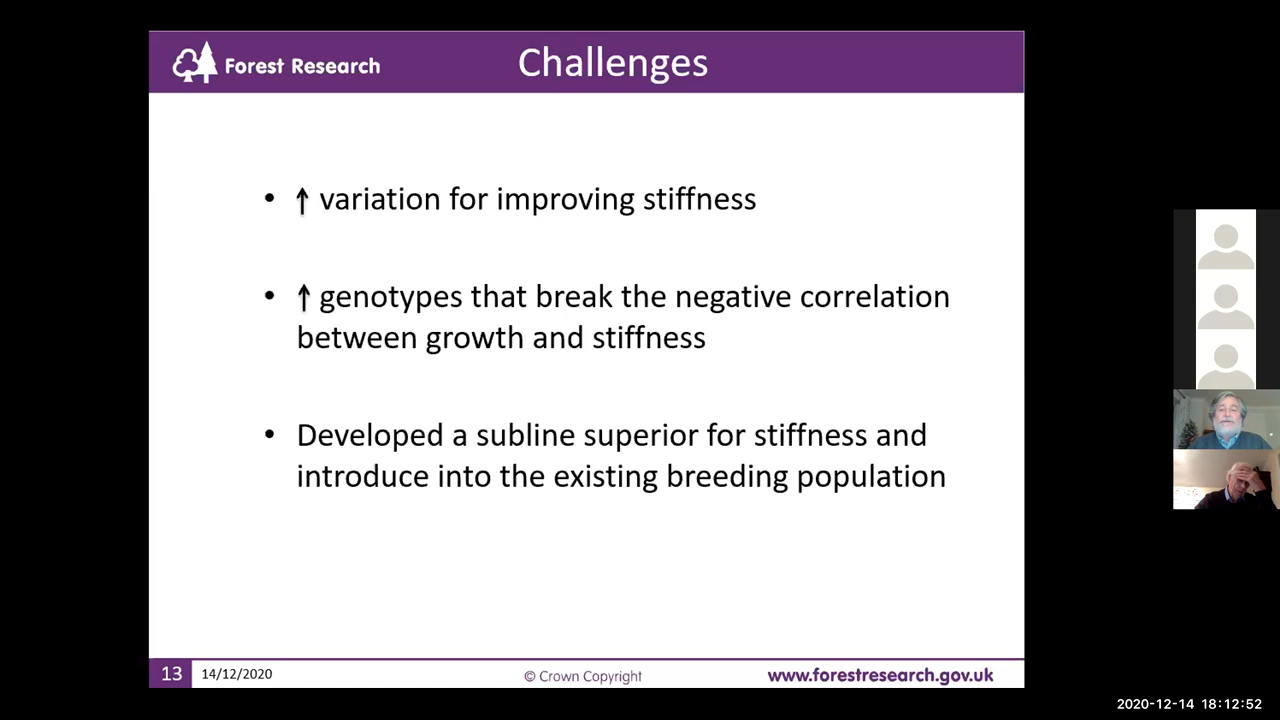 Forest Research
Challenges
• ↑ variation for improving stiffness
• ↑ genotypes that break the negative correlation
between growth and stiffness
• Developed a subline superior for stiffness and
introduce into the existing breeding population
13
14/12/2020
© Crown Copyright
www.forestresearch.gov.uk
2020-12-14 18:12:52